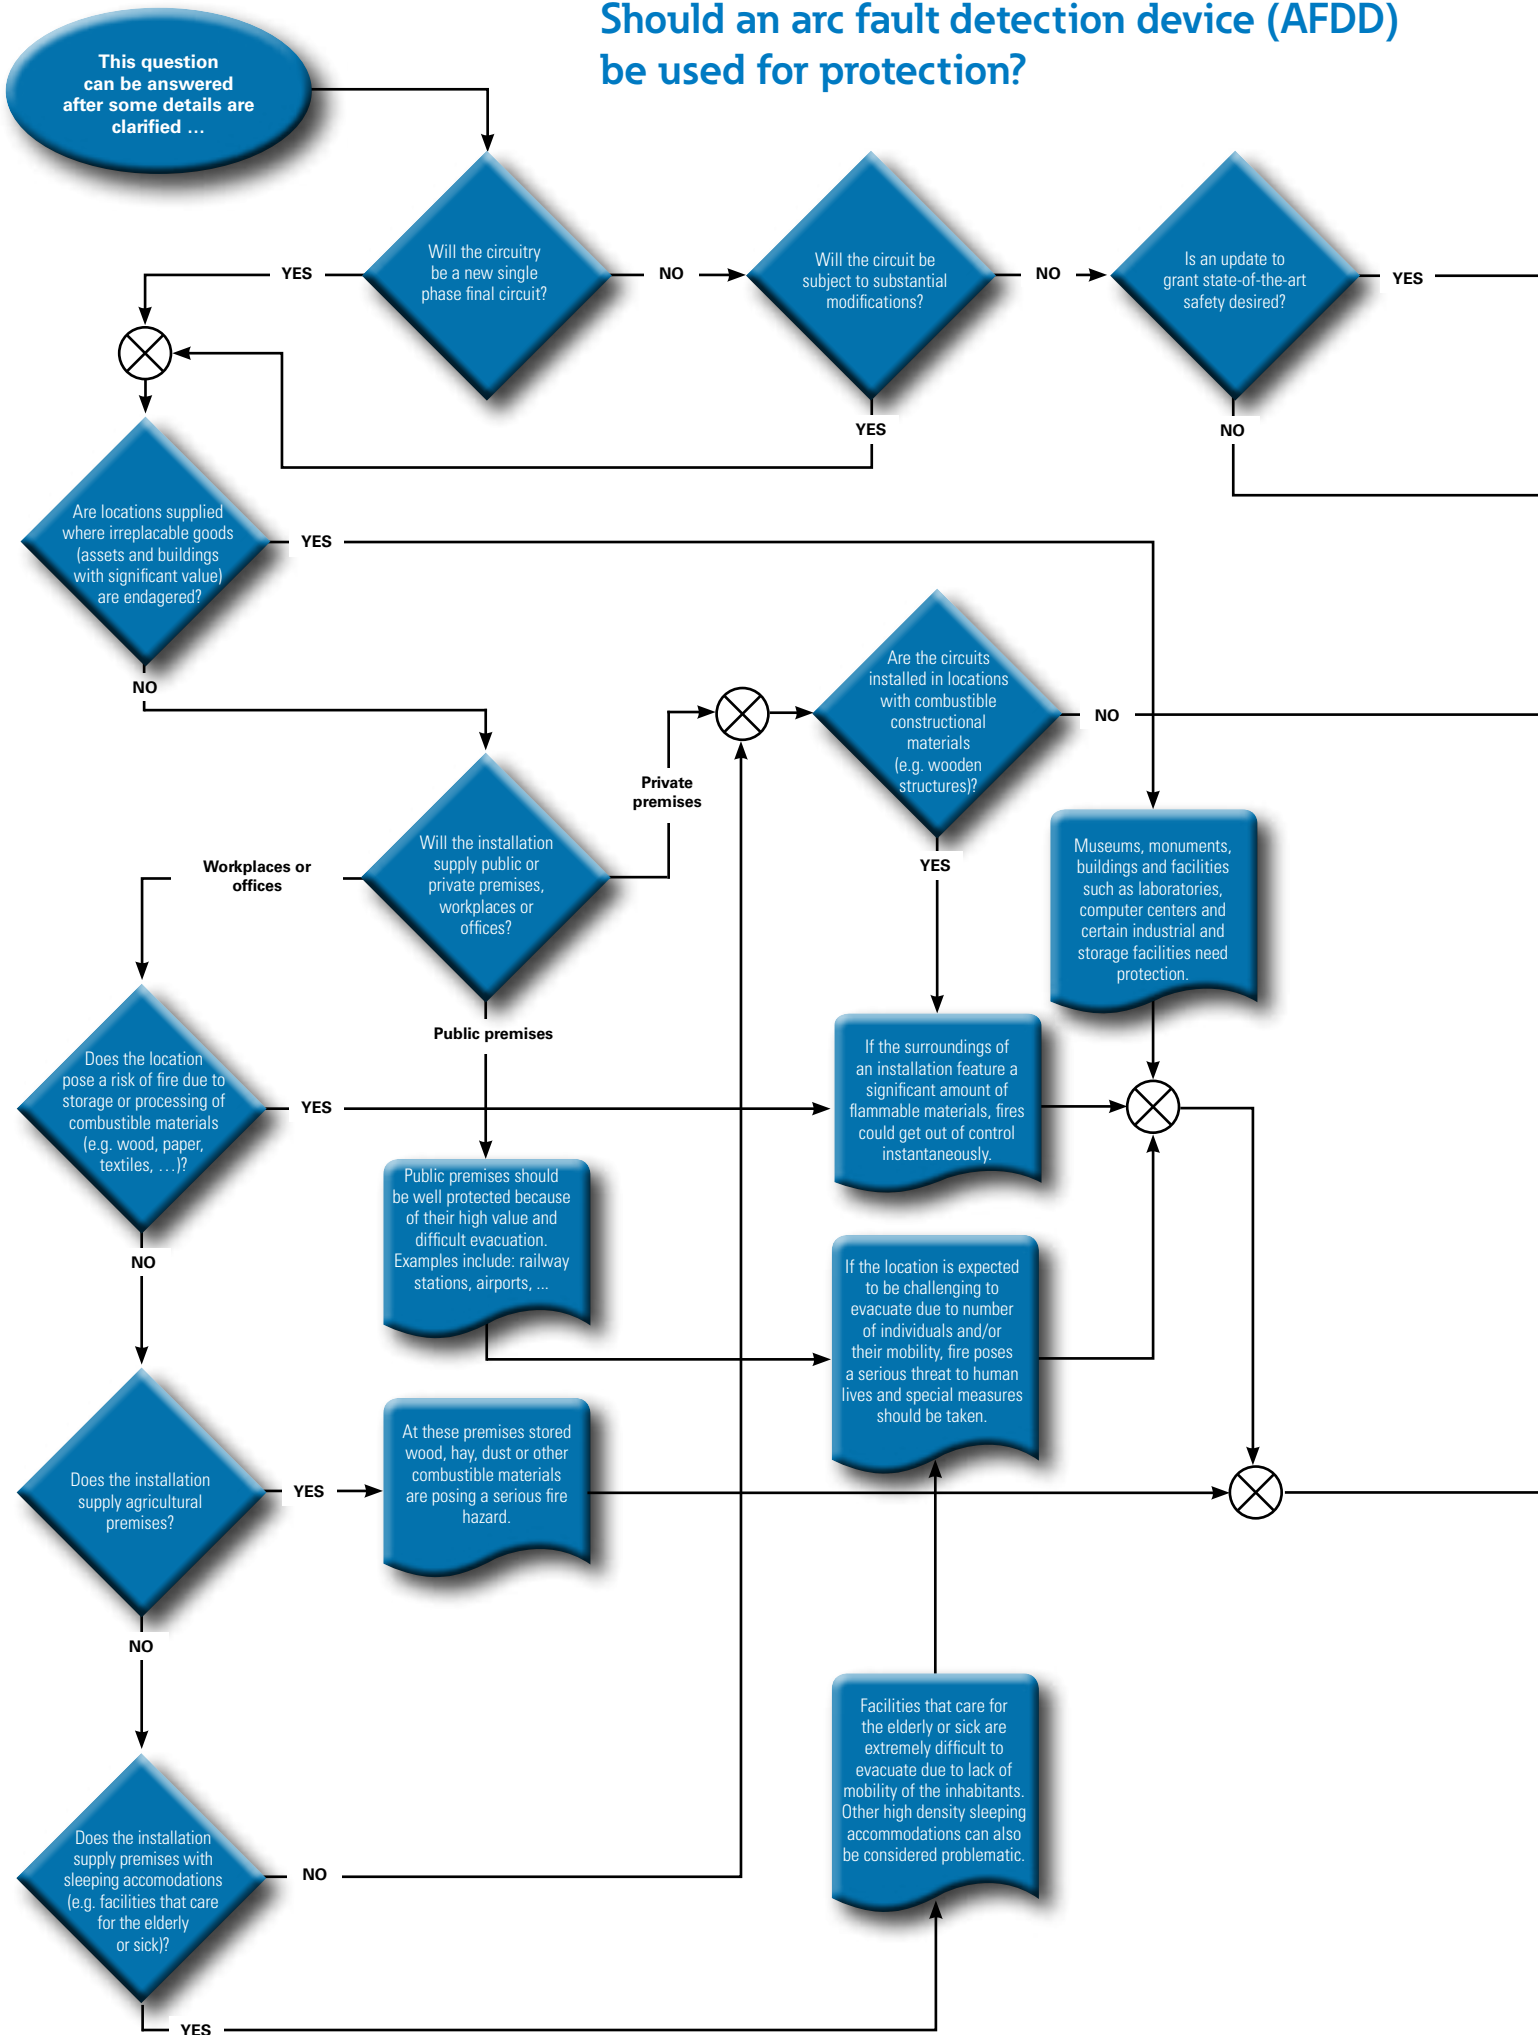 Should an arc fault detection device (AFDD)
be used for protection?
This question
can be answered
after some details are
clarified …
Will the circuitry
be a new single
phase final circuit?
YES
NO
Will the circuit be
subject to substantial
modifications?
NO
YES
Is an update to
grant state-of-the-art
safety desired?
YES
NO
Are locations supplied
where irreplacable goods
(assets and buildings
with significant value)
are endagered?
YES
NO
Are the circuits
installed in locations
with combustible
constructional
materials
(e.g. wooden
structures)?
NO
YES
Private
premises
Will the installation
supply public or
private premises,
workplaces or
offices?
Workplaces or
offices
Public premises
Museums, monuments,
buildings and facilities
such as laboratories,
computer centers and
certain industrial and
storage facilities need
protection.
Does the location
pose a risk of fire due to
storage or processing of
combustible materials
(e.g. wood, paper,
textiles, …)?
YES
NO
If the surroundings of
an installation feature a
significant amount of
flammable materials, fires
could get out of control
instantaneously.
Public premises should
be well protected because
of their high value and
difficult evacuation.
Examples include: railway
stations, airports, ...
If the location is expected
to be challenging to
evacuate due to number
of individuals and/or
their mobility, fire poses
a serious threat to human
lives and special measures
should be taken.
Does the installation
supply agricultural
premises?
YES
NO
At these premises stored
wood, hay, dust or other
combustible materials
are posing a serious fire
hazard.
Facilities that care for
the elderly or sick are
extremely difficult to
evacuate due to lack of
mobility of the inhabitants.
Other high density sleeping
accommodations can also
be considered problematic.
Does the installation
supply premises with
sleeping accomodations
(e.g. facilities that care
for the elderly
or sick)?
NO
YES